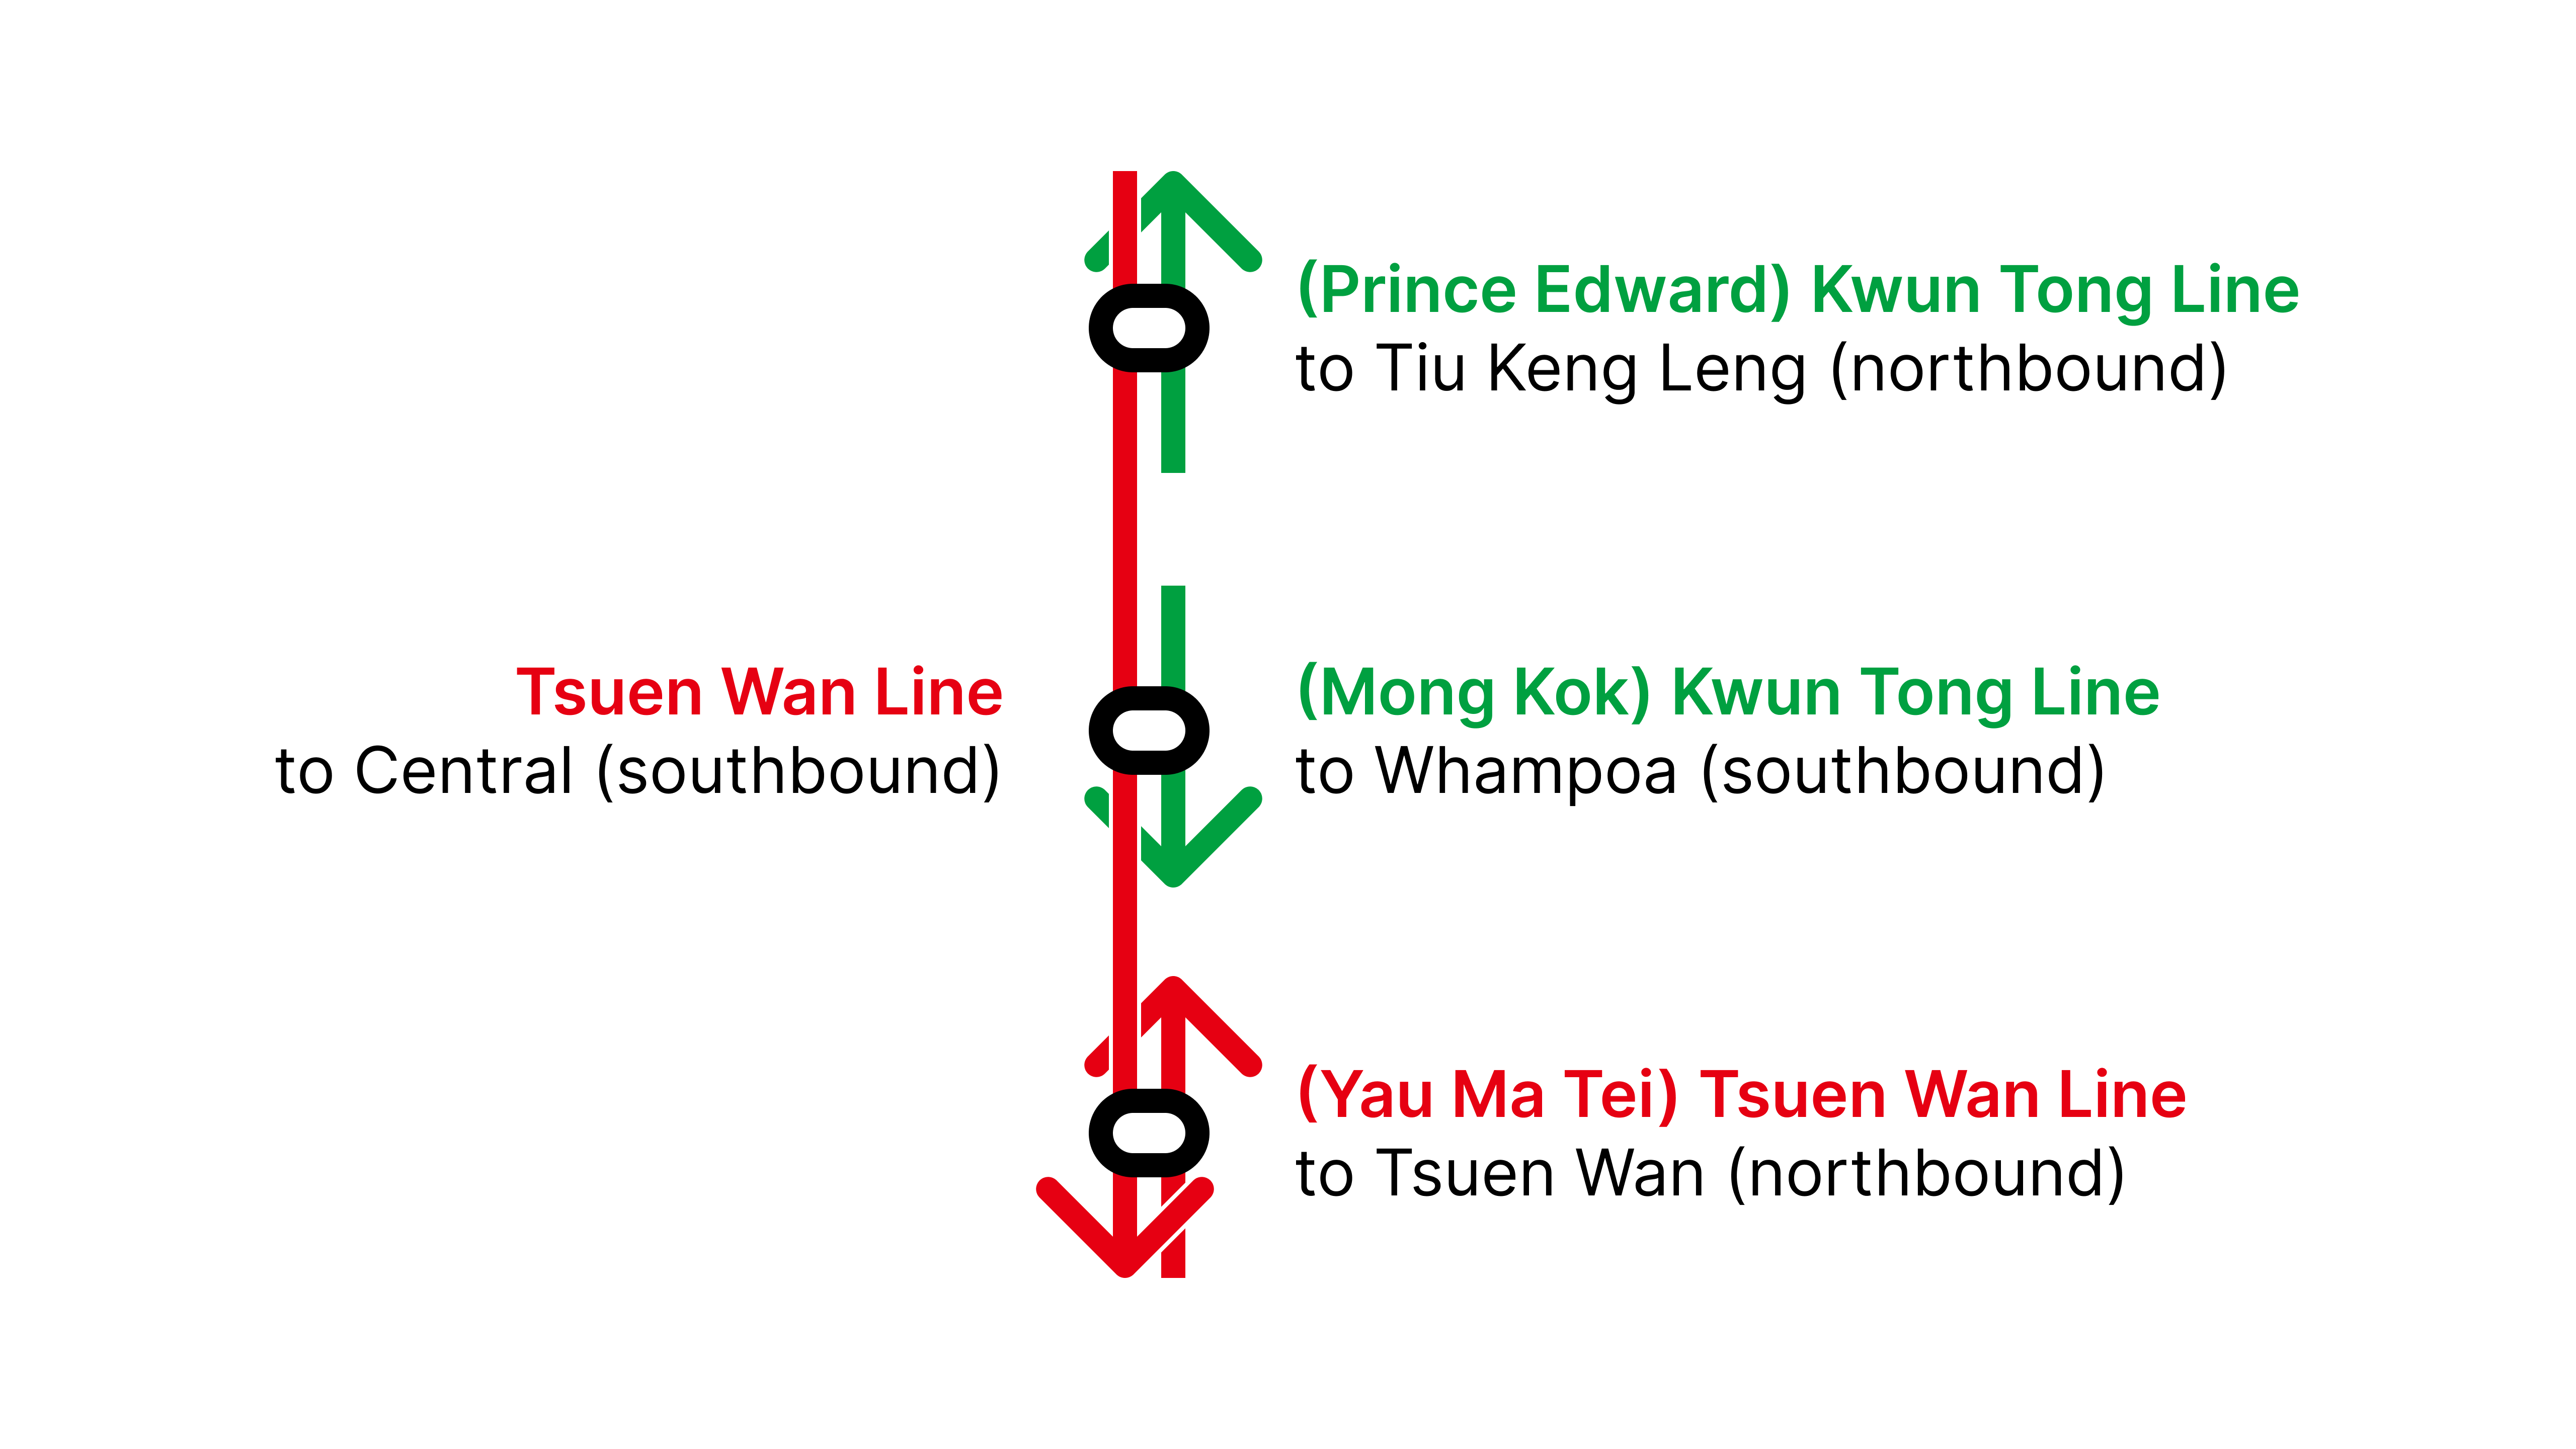 (Prince Edward) Kwun Tong Line
to Tiu Keng Leng (northbound)
Tsuen Wan Line
to Central (southbound)
(Mong Kok) Kwun Tong Line
to Whampoa (southbound)
(Yau Ma Tei) Tsuen Wan Line
to Tsuen Wan (northbound)